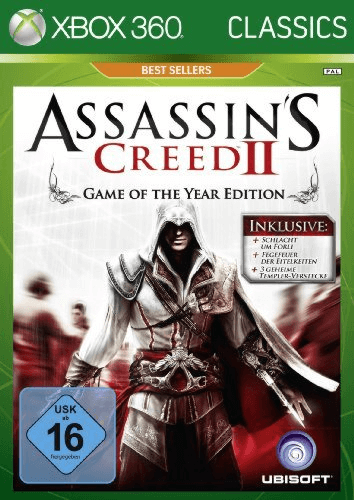 XBOX 360 CLASSICS
BEST SELLERS
PAL
ASSASSIN'S
CREED II
GAME OF THE YEAR EDITION
INKLUSIVE:
+ SCHLACHT
UM FORLÌ
+ FEGEFEUER
DER EITELKEITEN
+ 3 GEHEIME
TEMPLER-VERSTECKE
USK
ab
16
freigegeben
UBISOFT